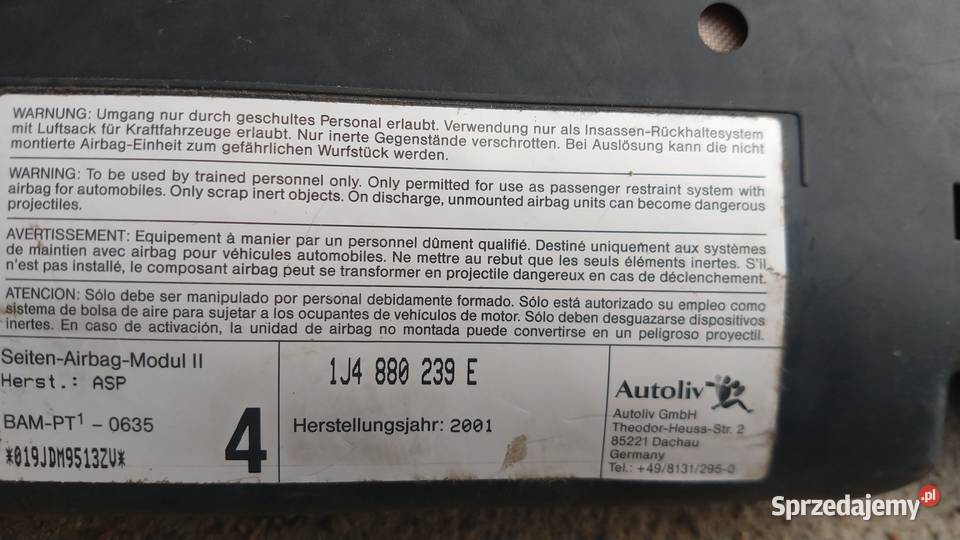 WARNUNG: Umgang nur durch geschultes Personal erlaubt. Verwendung nur als Insassen-Rückhaltesystem
mit Luftsack für Kraftfahrzeuge erlaubt. Nur inerte Gegenstände verschrotten. Bei Auslösung kann die nicht
montierte Airbag-Einheit zum gefährlichen Wurfstück werden.
WARNING: To be used by trained personnel only. Only permitted for use as passenger restraint system with
airbag for automobiles. Only scrap inert objects. On discharge, unmounted airbag units can become dangerous
projectiles.
AVERTISSEMENT: Equipement à manier par un personnel dûment qualifié. Destiné uniquement aux systèmes
de maintien avec airbag pour véhicules automobiles. Ne mettre au rebut que les seuls éléments inertes. S'il
n'est pas installé, le composant airbag peut se transformer en projectile dangereux en cas de déclenchement.
ATENCION: Sólo debe ser manipulado por personal debidamente formado. Sólo está autorizado su empleo como
sistema de bolsa de aire para sujetar a los ocupantes de vehículos de motor. Sólo deben desguazarse dispositivos
inertes. En caso de activación, la unidad de airbag no montada puede convertirse en un peligroso proyectil.
Seiten-Airbag-Modul II
Herst.: ASP
BAM-PT¹ - 0635
*019JDM9513ZU*
4
1J4 880 239 E
Herstellungsjahr: 2001
Autoliv
Autoliv GmbH
Theodor-Heuss-Str. 2
85221 Dachau
Germany
Tel.: +49/8131/295-0
Sprzedajemy.pl